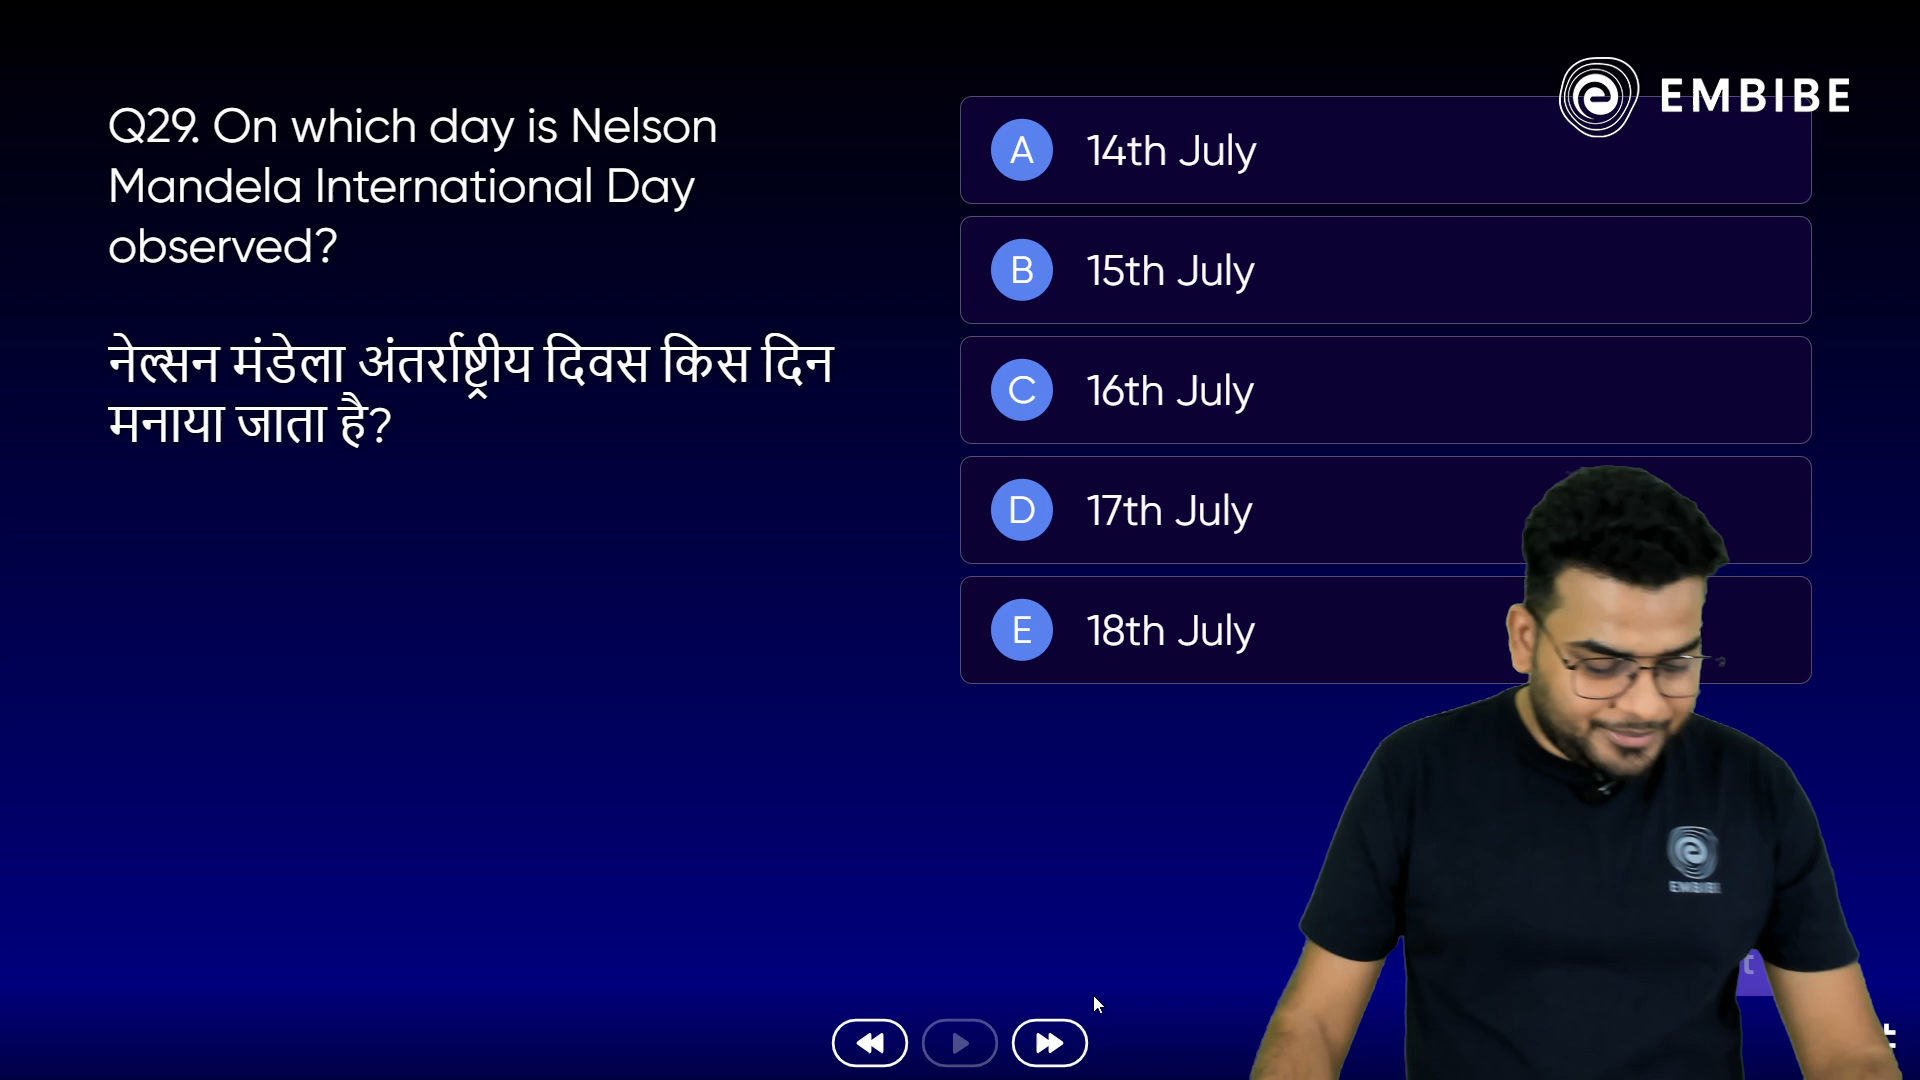 EMBIBE
Q29. On which day is Nelson
Mandela International Day
observed?
नेल्सन मंडेला अंतर्राष्ट्रीय दिवस किस दिन
मनाया जाता है?
A 14th July
B 15th July
C 16th July
D 17th July
E 18th July
EMBIBE
t